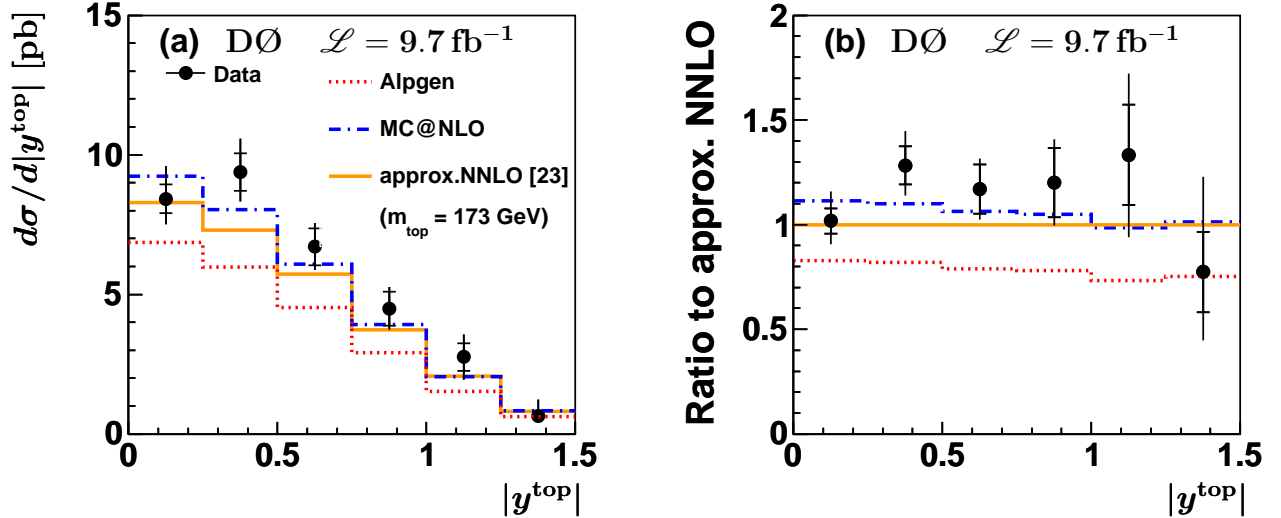 dσ/d|y^top| [pb]
15
10
5
0
(a) DØ ℒ = 9.7 fb⁻¹
Data
Alpgen
MC@NLO
approx.NNLO [23]
(m_top = 173 GeV)
0 0.5 1 1.5
|y^top|
Ratio to approx. NNLO
2
1.5
1
0.5
0
(b) DØ ℒ = 9.7 fb⁻¹
0 0.5 1 1.5
|y^top|